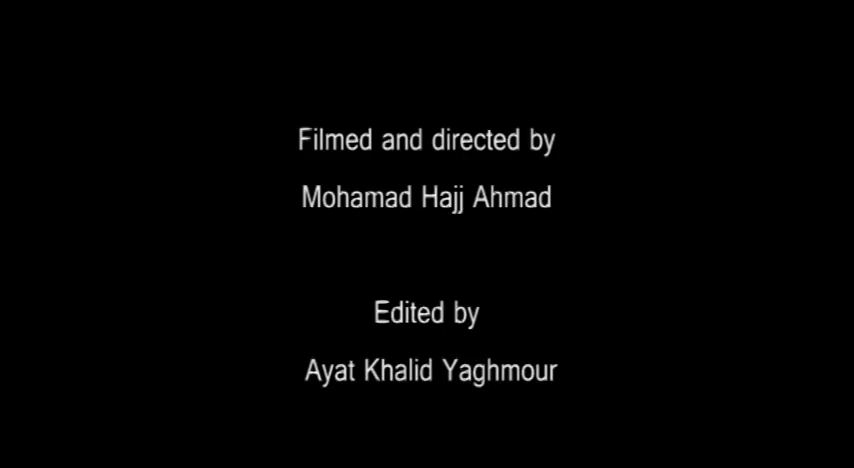 Filmed and directed by
Mohamad Hajj Ahmad
Edited by
Ayat Khalid Yaghmour